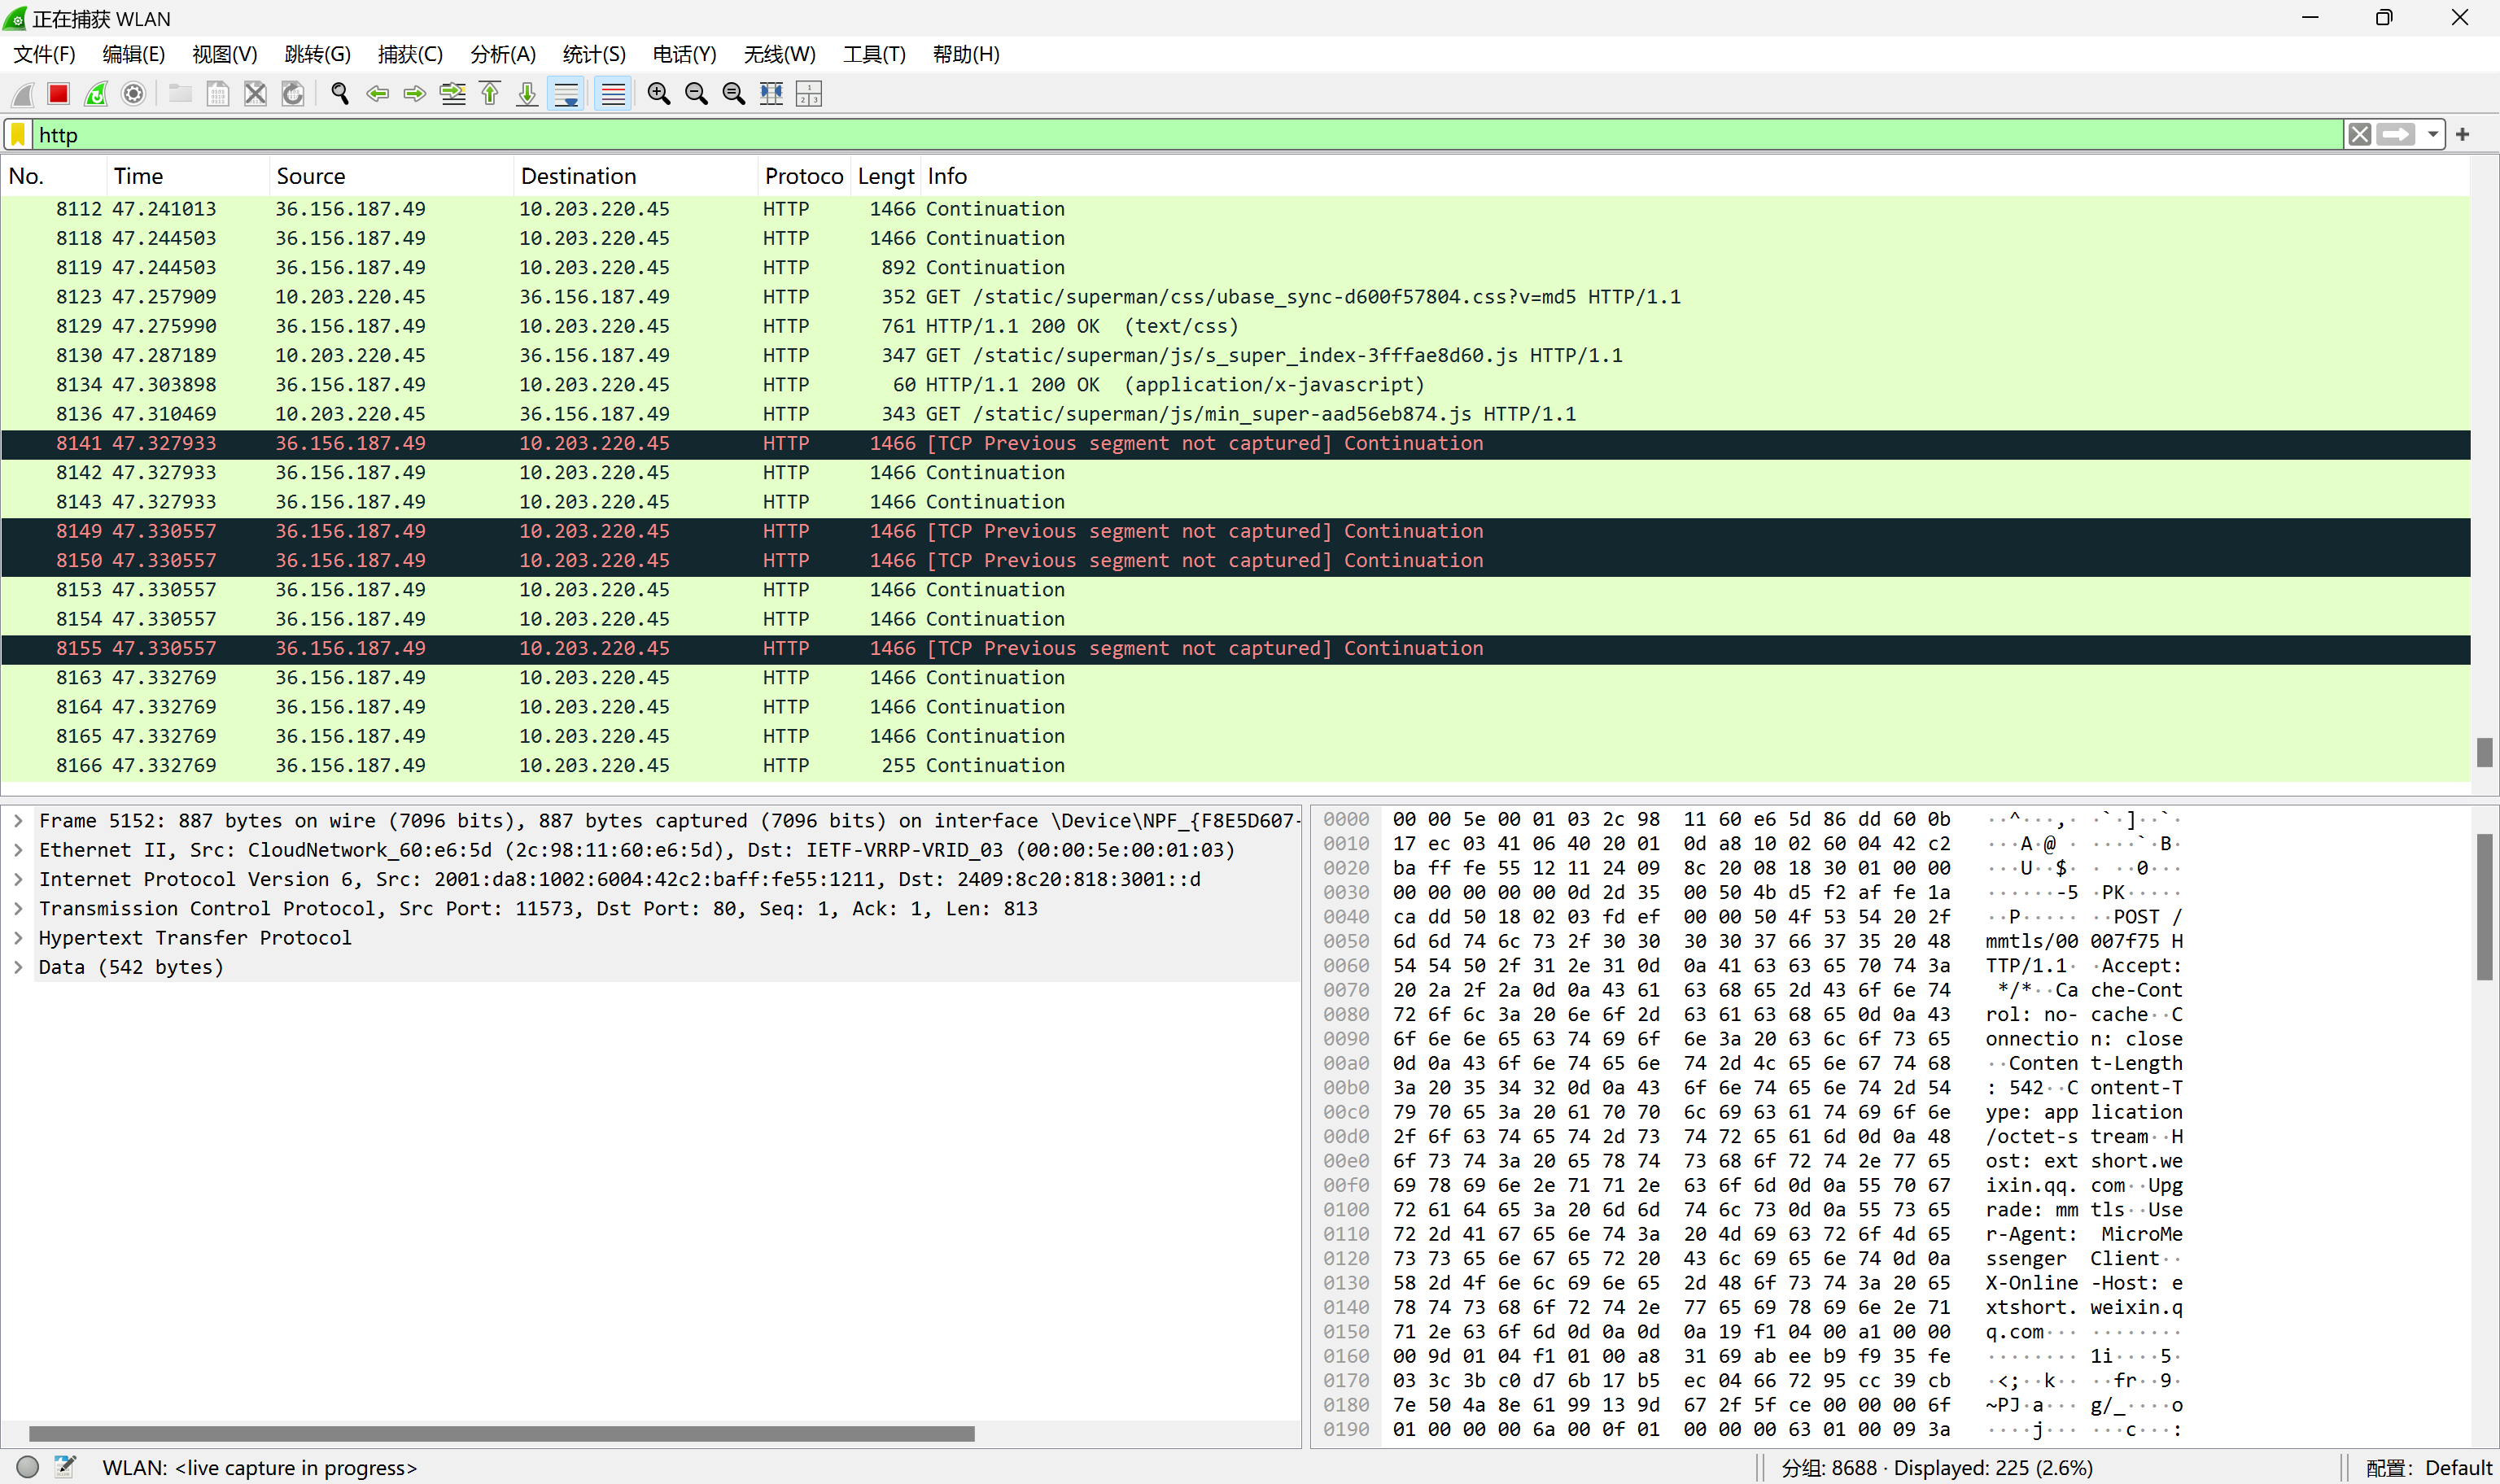 正在捕获 WLAN
文件(F) 编辑(E) 视图(V) 跳转(G) 捕获(C) 分析(A) 统计(S) 电话(Y) 无线(W) 工具(T) 帮助(H)
http
No. Time Source Destination Protoco Lengt Info
8112 47.241013 36.156.187.49 10.203.220.45 HTTP 1466 Continuation
8118 47.244503 36.156.187.49 10.203.220.45 HTTP 1466 Continuation
8119 47.244503 36.156.187.49 10.203.220.45 HTTP 892 Continuation
8123 47.257909 10.203.220.45 36.156.187.49 HTTP 352 GET /static/superman/css/ubase_sync-d600f57804.css?v=md5 HTTP/1.1
8129 47.275990 36.156.187.49 10.203.220.45 HTTP 761 HTTP/1.1 200 OK (text/css)
8130 47.287189 10.203.220.45 36.156.187.49 HTTP 347 GET /static/superman/js/s_super_index-3fffae8d60.js HTTP/1.1
8134 47.303898 36.156.187.49 10.203.220.45 HTTP 60 HTTP/1.1 200 OK (application/x-javascript)
8136 47.310469 10.203.220.45 36.156.187.49 HTTP 343 GET /static/superman/js/min_super-aad56eb874.js HTTP/1.1
8141 47.327933 36.156.187.49 10.203.220.45 HTTP 1466 [TCP Previous segment not captured] Continuation
8142 47.327933 36.156.187.49 10.203.220.45 HTTP 1466 Continuation
8143 47.327933 36.156.187.49 10.203.220.45 HTTP 1466 Continuation
8149 47.330557 36.156.187.49 10.203.220.45 HTTP 1466 [TCP Previous segment not captured] Continuation
8150 47.330557 36.156.187.49 10.203.220.45 HTTP 1466 [TCP Previous segment not captured] Continuation
8153 47.330557 36.156.187.49 10.203.220.45 HTTP 1466 Continuation
8154 47.330557 36.156.187.49 10.203.220.45 HTTP 1466 Continuation
8155 47.330557 36.156.187.49 10.203.220.45 HTTP 1466 [TCP Previous segment not captured] Continuation
8163 47.332769 36.156.187.49 10.203.220.45 HTTP 1466 Continuation
8164 47.332769 36.156.187.49 10.203.220.45 HTTP 1466 Continuation
8165 47.332769 36.156.187.49 10.203.220.45 HTTP 1466 Continuation
8166 47.332769 36.156.187.49 10.203.220.45 HTTP 255 Continuation
Frame 5152: 887 bytes on wire (7096 bits), 887 bytes captured (7096 bits) on interface \Device\NPF_{F8E5D607-
Ethernet II, Src: CloudNetwork_60:e6:5d (2c:98:11:60:e6:5d), Dst: IETF-VRRP-VRID_03 (00:00:5e:00:01:03)
Internet Protocol Version 6, Src: 2001:da8:1002:6004:42c2:baff:fe55:1211, Dst: 2409:8c20:818:3001::d
Transmission Control Protocol, Src Port: 11573, Dst Port: 80, Seq: 1, Ack: 1, Len: 813
Hypertext Transfer Protocol
Data (542 bytes)
0000 00 00 5e 00 01 03 2c 98 11 60 e6 5d 86 dd 60 0b ··^···,· ·`·]··`·
0010 17 ec 03 41 06 40 20 01 0d a8 10 02 60 04 42 c2 ···A·@ · ····`·B·
0020 ba ff fe 55 12 11 24 09 8c 20 08 18 30 01 00 00 ···U··$· · ··0···
0030 00 00 00 00 00 0d 2d 35 00 50 4b d5 f2 af fe 1a ······-5 ·PK·····
0040 ca dd 50 18 02 03 fd ef 00 00 50 4f 53 54 20 2f ··P····· ··POST /
0050 6d 6d 74 6c 73 2f 30 30 30 30 37 66 37 35 20 48 mmtls/00 007f75 H
0060 54 54 50 2f 31 2e 31 0d 0a 41 63 63 65 70 74 3a TTP/1.1· ·Accept:
0070 20 2a 2f 2a 0d 0a 43 61 63 68 65 2d 43 6f 6e 74 */*··Ca che-Cont
0080 72 6f 6c 3a 20 6e 6f 2d 63 61 63 68 65 0d 0a 43 rol: no- cache··C
0090 6f 6e 6e 65 63 74 69 6f 6e 3a 20 63 6c 6f 73 65 onnectio n: close
00a0 0d 0a 43 6f 6e 74 65 6e 74 2d 4c 65 6e 67 74 68 ··Conten t-Length
00b0 3a 20 35 34 32 0d 0a 43 6f 6e 74 65 6e 74 2d 54 : 542··C ontent-T
00c0 79 70 65 3a 20 61 70 70 6c 69 63 61 74 69 6f 6e ype: app lication
00d0 2f 6f 63 74 65 74 2d 73 74 72 65 61 6d 0d 0a 48 /octet-s tream··H
00e0 6f 73 74 3a 20 65 78 74 73 68 6f 72 74 2e 77 65 ost: ext short.we
00f0 69 78 69 6e 2e 71 71 2e 63 6f 6d 0d 0a 55 70 67 ixin.qq. com··Upg
0100 72 61 64 65 3a 20 6d 6d 74 6c 73 0d 0a 55 73 65 rade: mm tls··Use
0110 72 2d 41 67 65 6e 74 3a 20 4d 69 63 72 6f 4d 65 r-Agent: MicroMe
0120 73 73 65 6e 67 65 72 20 43 6c 69 65 6e 74 0d 0a ssenger Client··
0130 58 2d 4f 6e 6c 69 6e 65 2d 48 6f 73 74 3a 20 65 X-Online -Host: e
0140 78 74 73 68 6f 72 74 2e 77 65 69 78 69 6e 2e 71 xtshort. weixin.q
0150 71 2e 63 6f 6d 0d 0a 0d 0a 19 f1 04 00 a1 00 00 q.com··· ········
0160 00 9d 01 04 f1 01 00 a8 31 69 ab ee b9 f9 35 fe ········ 1i····5·
0170 03 3c 3b c0 d7 6b 17 b5 ec 04 66 72 95 cc 39 cb ·<;··k·· ··fr··9·
0180 7e 50 4a 8e 61 99 13 9d 67 2f 5f ce 00 00 00 6f ~PJ·a··· g/_····o
0190 01 00 00 00 6a 00 0f 01 00 00 00 63 01 00 09 3a ····j··· ···c···:
WLAN: <live capture in progress> 分组: 8688 · Displayed: 225 (2.6%) 配置: Default